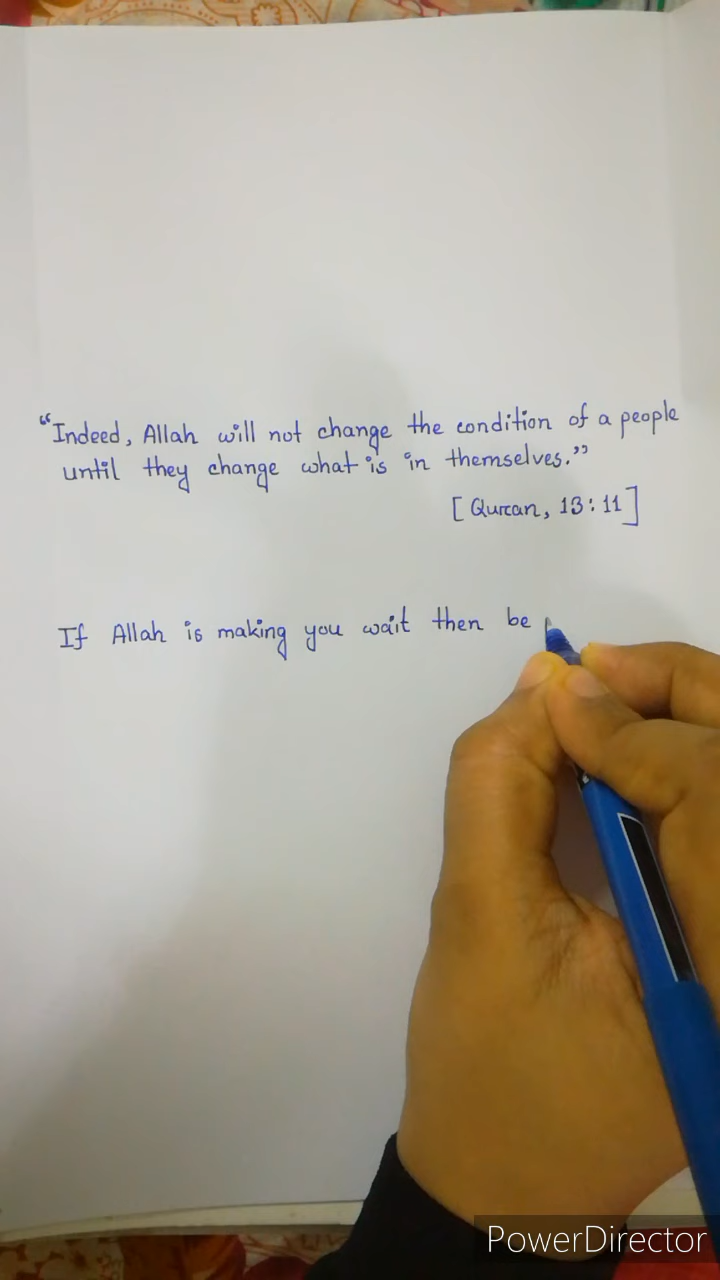 “Indeed, Allah will not change the condition of a people
until they change what is in themselves.”
[Quran, 13:11]
If Allah is making you wait then be
PowerDirector